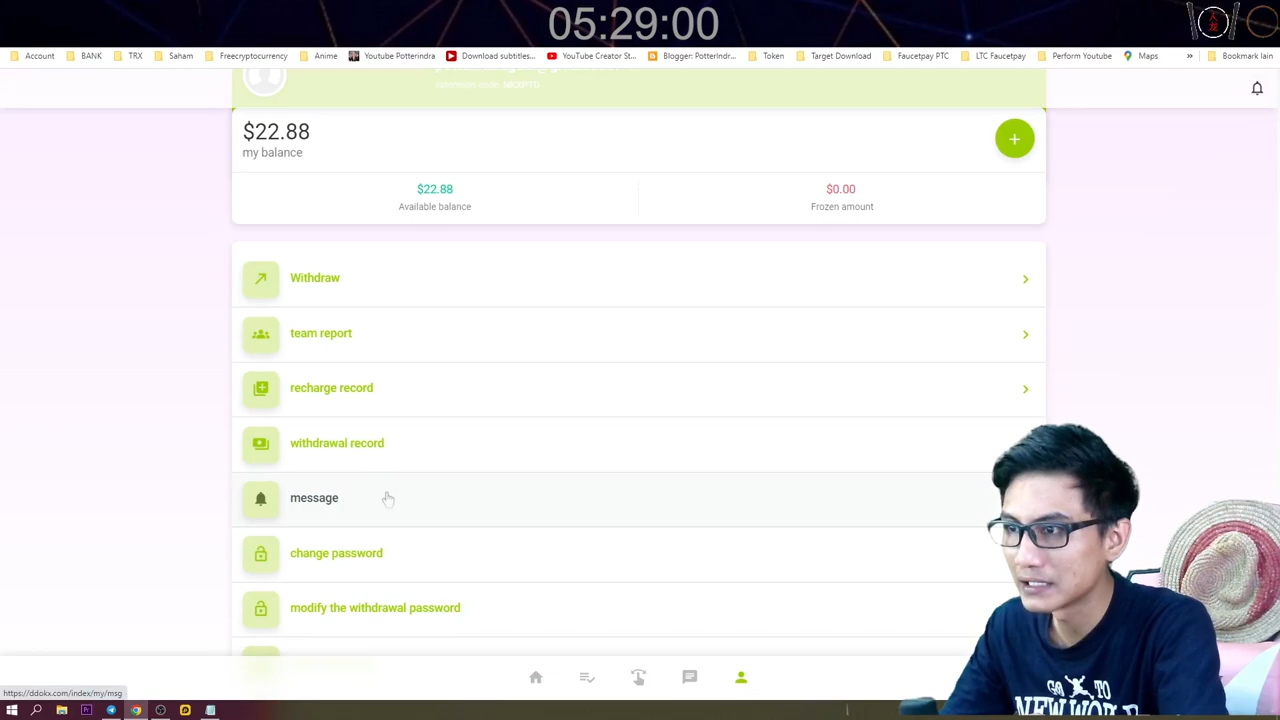 05:29:00
Account BANK TRX Saham Freecryptocurrency Anime Youtube Potterindra Download subtitles... YouTube Creator St... Blogger: PotterIndr... Token Target Download Faucetpay PTC LTC Faucetpay Perform Youtube Maps » Bookmark lain
$22.88
my balance
+
$22.88 $0.00
Available balance Frozen amount
Withdraw
team report
recharge record
withdrawal record
message
change password
modify the withdrawal password
https://ddokx.com/index/my/msg
GO TO
NEW WORLD